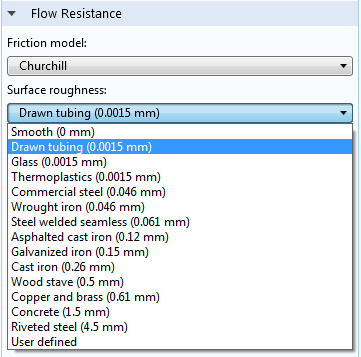 Flow Resistance
Friction model:
Churchill
Surface roughness:
Drawn tubing (0.0015 mm)
Smooth (0 mm)
Drawn tubing (0.0015 mm)
Glass (0.0015 mm)
Thermoplastics (0.0015 mm)
Commercial steel (0.046 mm)
Wrought iron (0.046 mm)
Steel welded seamless (0.061 mm)
Asphalted cast iron (0.12 mm)
Galvanized iron (0.15 mm)
Cast iron (0.26 mm)
Wood stave (0.5 mm)
Copper and brass (0.61 mm)
Concrete (1.5 mm)
Riveted steel (4.5 mm)
User defined